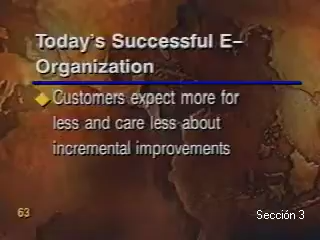 Today's Successful E–
Organization
Customers expect more for
less and care less about
incremental improvements
63
Sección 3